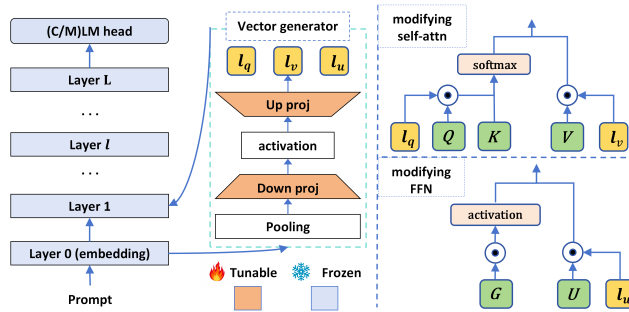 (C/M)LM head
Layer L
...
Layer l
...
Layer 1
Layer 0 (embedding)
Prompt
Vector generator
l_q l_v l_u
Up proj
activation
Down proj
Pooling
Tunable Frozen
modifying
self-attn
softmax
l_q Q K V l_v
modifying
FFN
activation
G U l_u